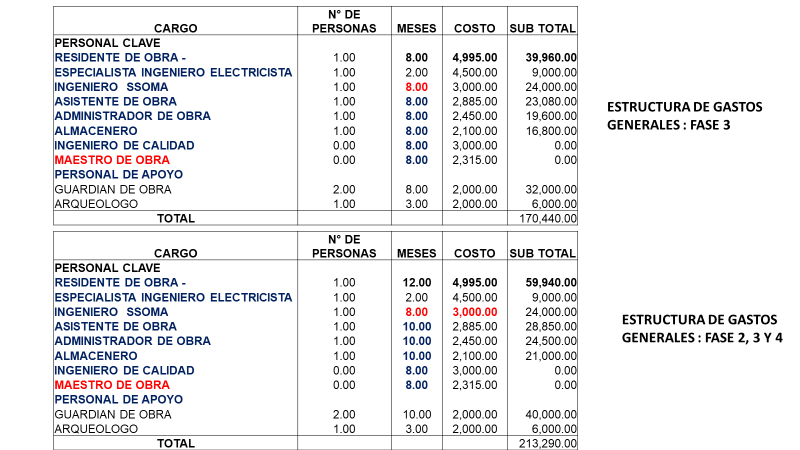 CARGO N° DE PERSONAS MESES COSTO SUB TOTAL
PERSONAL CLAVE
RESIDENTE DE OBRA - 1.00 8.00 4,995.00 39,960.00
ESPECIALISTA INGENIERO ELECTRICISTA 1.00 2.00 4,500.00 9,000.00
INGENIERO SSOMA 1.00 8.00 3,000.00 24,000.00
ASISTENTE DE OBRA 1.00 8.00 2,885.00 23,080.00
ADMINISTRADOR DE OBRA 1.00 8.00 2,450.00 19,600.00
ALMACENERO 1.00 8.00 2,100.00 16,800.00
INGENIERO DE CALIDAD 0.00 8.00 3,000.00 0.00
MAESTRO DE OBRA 0.00 8.00 2,315.00 0.00
PERSONAL DE APOYO
GUARDIAN DE OBRA 2.00 8.00 2,000.00 32,000.00
ARQUEOLOGO 1.00 3.00 2,000.00 6,000.00
TOTAL 170,440.00
ESTRUCTURA DE GASTOS
GENERALES : FASE 3
CARGO N° DE PERSONAS MESES COSTO SUB TOTAL
PERSONAL CLAVE
RESIDENTE DE OBRA - 1.00 12.00 4,995.00 59,940.00
ESPECIALISTA INGENIERO ELECTRICISTA 1.00 2.00 4,500.00 9,000.00
INGENIERO SSOMA 1.00 8.00 3,000.00 24,000.00
ASISTENTE DE OBRA 1.00 10.00 2,885.00 28,850.00
ADMINISTRADOR DE OBRA 1.00 10.00 2,450.00 24,500.00
ALMACENERO 1.00 10.00 2,100.00 21,000.00
INGENIERO DE CALIDAD 0.00 8.00 3,000.00 0.00
MAESTRO DE OBRA 0.00 8.00 2,315.00 0.00
PERSONAL DE APOYO
GUARDIAN DE OBRA 2.00 10.00 2,000.00 40,000.00
ARQUEOLOGO 1.00 3.00 2,000.00 6,000.00
TOTAL 213,290.00
ESTRUCTURA DE GASTOS
GENERALES : FASE 2, 3 Y 4